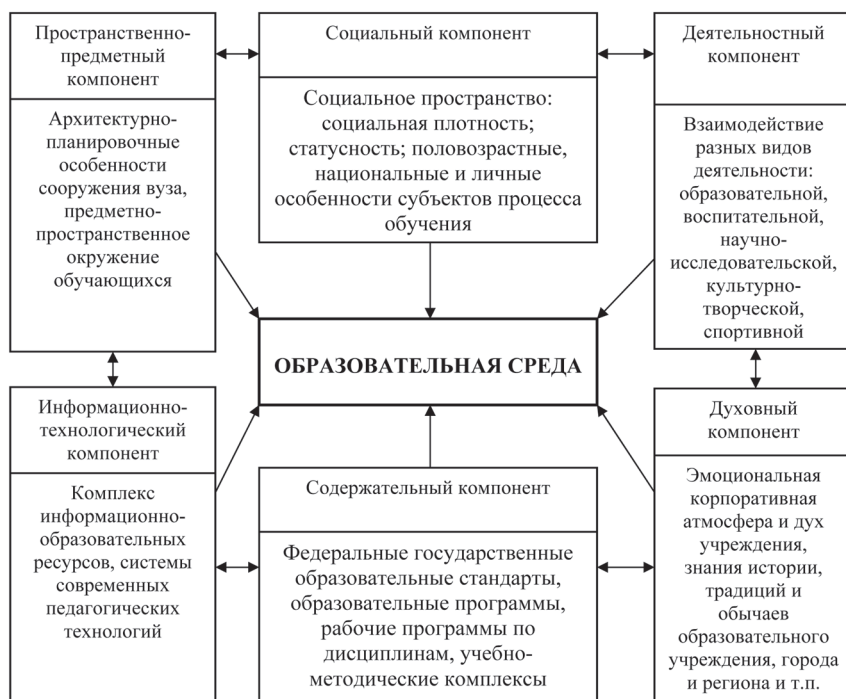 Пространственно-
предметный
компонент
Архитектурно-
планировочные
особенности
сооружения вуза,
предметно-
пространственное
окружение
обучающихся
Социальный компонент
Социальное пространство:
социальная плотность;
статусность; половозрастные,
национальные и личные
особенности субъектов процесса
обучения
Деятельностный
компонент
Взаимодействие
разных видов
деятельности:
образовательной,
воспитательной,
научно-
исследовательской,
культурно-
творческой,
спортивной
ОБРАЗОВАТЕЛЬНАЯ СРЕДА
Информационно-
технологический
компонент
Комплекс
информационно-
образовательных
ресурсов, системы
современных
педагогических
технологий
Содержательный компонент
Федеральные государственные
образовательные стандарты,
образовательные программы,
рабочие программы по
дисциплинам, учебно-
методические комплексы
Духовный
компонент
Эмоциональная
корпоративная
атмосфера и дух
учреждения,
знания истории,
традиций и
обычаев
образовательного
учреждения, города
и региона и т.п.